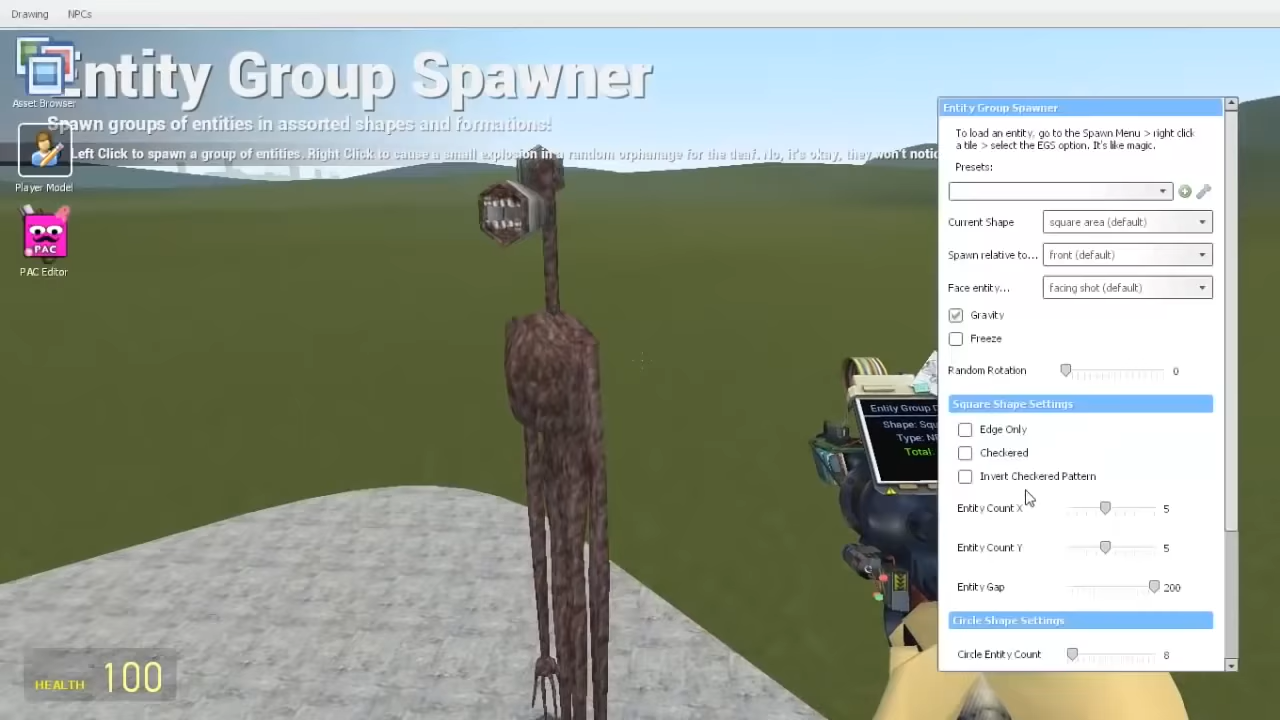 Drawing NPCs
Entity Group Spawner
Asset Browser
Spawn groups of entities in assorted shapes and formations!
Left Click to spawn a group of entities. Right Click to cause a small explosion in a random orphanage for the deaf. No, it's okay, they won't notic
Player Model
PAC
PAC Editor
HEALTH 100
Entity Group
Shape: Squ
Type: N
Total:
Entity Group Spawner
To load an entity, go to the Spawn Menu > right click
a tile > select the EGS option. It's like magic.
Presets:
Current Shape square area (default)
Spawn relative to... front (default)
Face entity... facing shot (default)
Gravity
Freeze
Random Rotation 0
Square Shape Settings
Edge Only
Checkered
Invert Checkered Pattern
Entity Count X 5
Entity Count Y 5
Entity Gap 200
Circle Shape Settings
Circle Entity Count 8